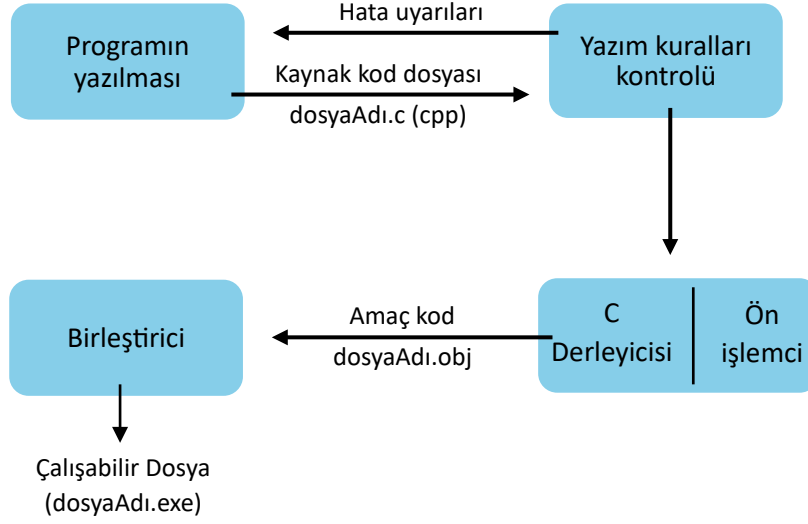 Hata uyarıları
Programın
yazılması
Yazım kuralları
kontrolü
Kaynak kod dosyası
dosyaAdı.c (cpp)
Birleştirici
Amaç kod
dosyaAdı.obj
C
Derleyicisi
Ön
işlemci
Çalışabilir Dosya
(dosyaAdı.exe)